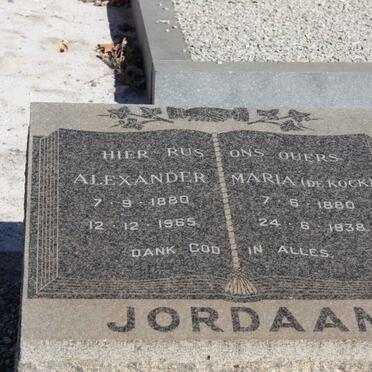 HIER RUS ONS OUERS.
ALEXANDER MARIA (DE KOCK)
7-9-1880. 7-6-1880
12-12-1965. 24-6-1938.
DANK GOD IN ALLES.
JORDAAN